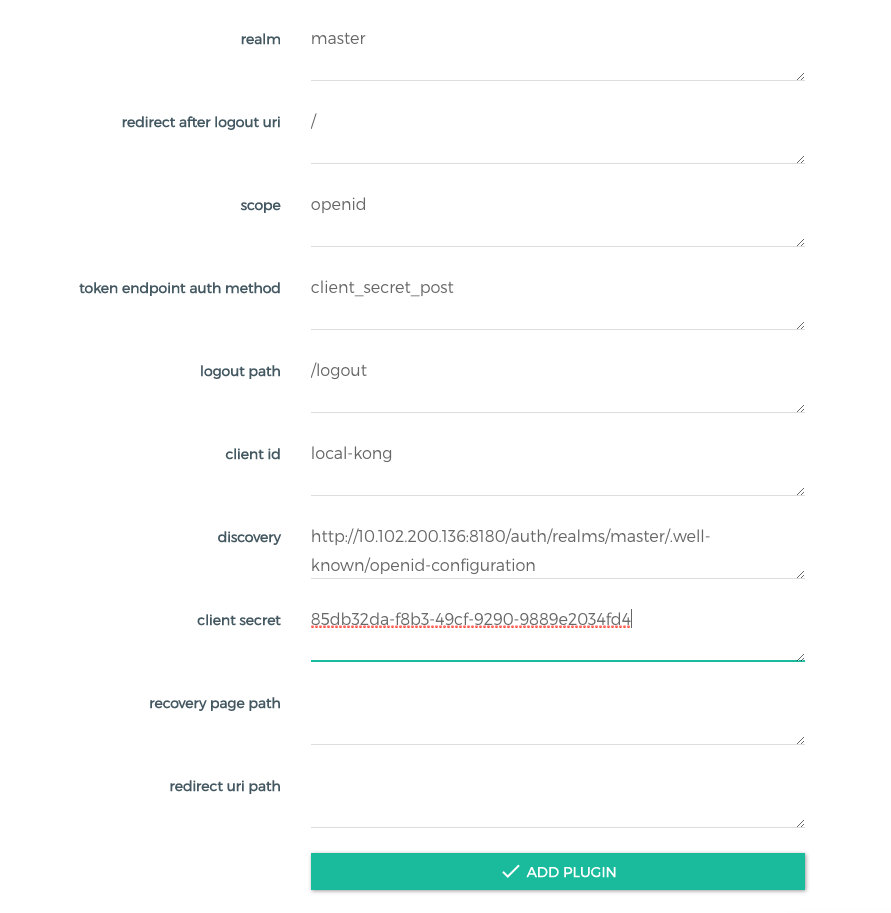 realm master
redirect after logout uri /
scope openid
token endpoint auth method client_secret_post
logout path /logout
client id local-kong
discovery http://10.102.200.136:8180/auth/realms/master/.well-
known/openid-configuration
client secret 85db32da-f8b3-49cf-9290-9889e2034fd4
recovery page path
redirect uri path
ADD PLUGIN